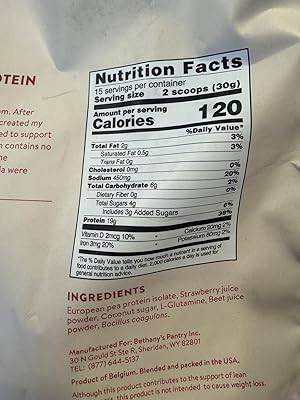 OTEIN
m. After
created my
d to support
n contains no
ne
la were
Nutrition Facts
15 servings per container
Serving size 2 scoops (30g)
Amount per serving
Calories 120
%Daily Value*
3%
Total Fat 2g 3%
Saturated Fat 0.5g
Trans Fat 0g
Cholesterol 0mg 0%
Sodium 450mg 20%
Total Carbohydrate 6g 2%
Dietary Fiber 0g 0%
Total Sugars 4g
Includes 3g Added Sugars 6%
Protein 19g 38%
Vitamin D 2mcg 10% • Calcium 20mg 2%
Iron 3mg 20% • Potassium 80mg 2%
*The % Daily Value tells you how much a nutrient in a serving of
food contributes to a daily diet. 2,000 calories a day is used for
general nutrition advice.
INGREDIENTS
European pea protein isolate, Strawberry juice
powder, Coconut sugar, L-Glutamine, Beet juice
powder, Bacillus coagulans.
Manufactured For: Bethany's Pantry Inc.
30 N Gould St Ste R, Sheridan, WY 82801
TEL: (877) 644-5137
Product of Belgium. Blended and packed in the USA.
Although this product contributes to the support of lean
this product is not intended to cause weight loss.